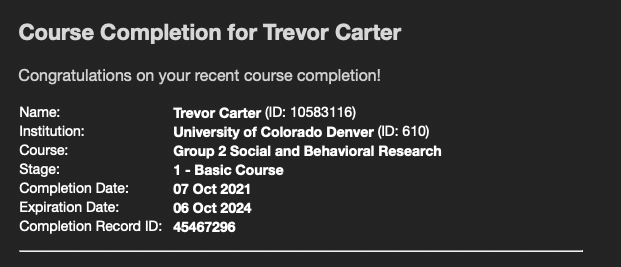 Course Completion for Trevor Carter
Congratulations on your recent course completion!
Name: Trevor Carter (ID: 10583116)
Institution: University of Colorado Denver (ID: 610)
Course: Group 2 Social and Behavioral Research
Stage: 1 - Basic Course
Completion Date: 07 Oct 2021
Expiration Date: 06 Oct 2024
Completion Record ID: 45467296